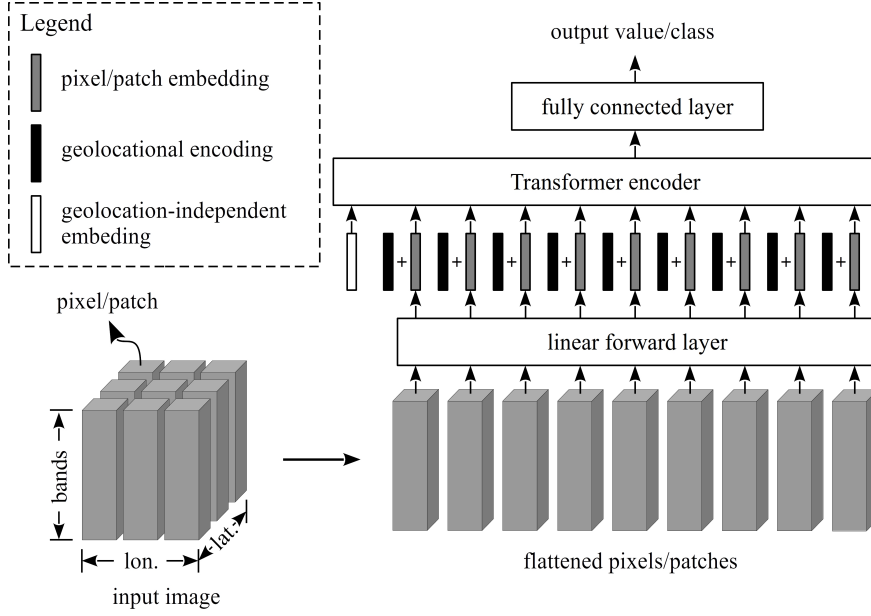 Legend
pixel/patch embedding
geolocational encoding
geolocation-independent
embeding
output value/class
fully connected layer
Transformer encoder
+ + + + + + + + +
linear forward layer
pixel/patch
bands
lon.
lat.
input image
flattened pixels/patches